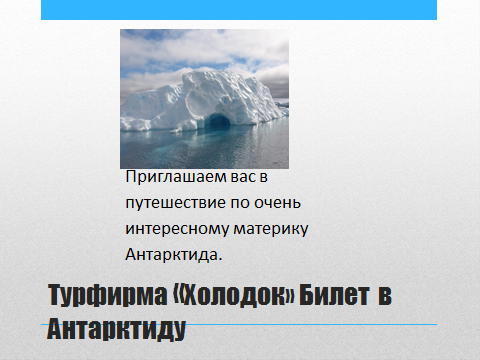 Приглашаем вас в
путешествие по очень
интересному материку
Антарктида.
Турфирма «Холодок» Билет в
Антарктиду